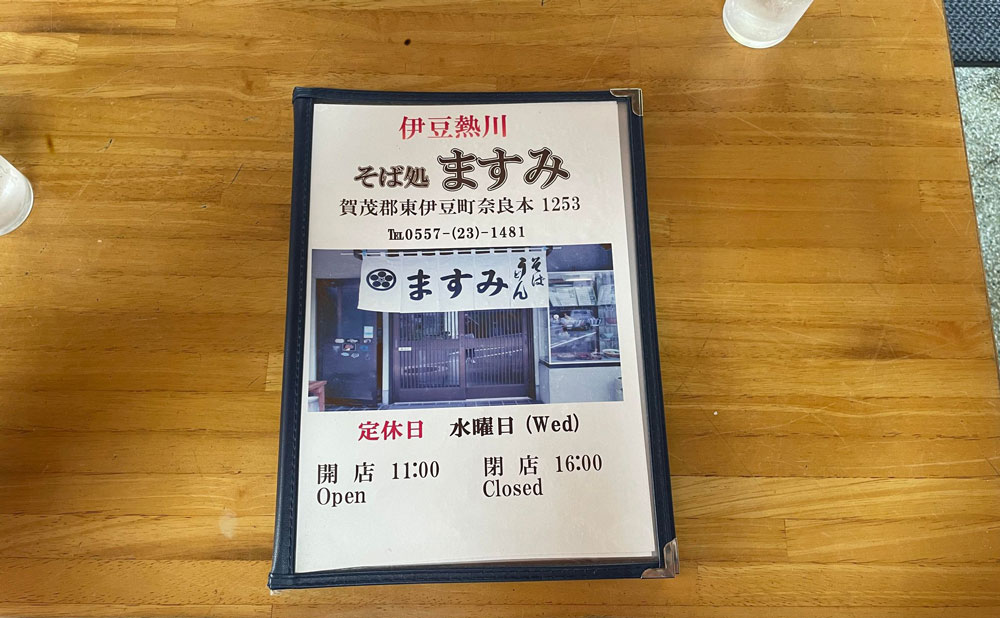 伊豆熱川
そば処 ますみ
賀茂郡東伊豆町奈良本 1253
℡0557-(23)-1481
ますみ
そば
うどん
定休日 水曜日 (Wed)
開店 11:00 閉店 16:00
Open Closed